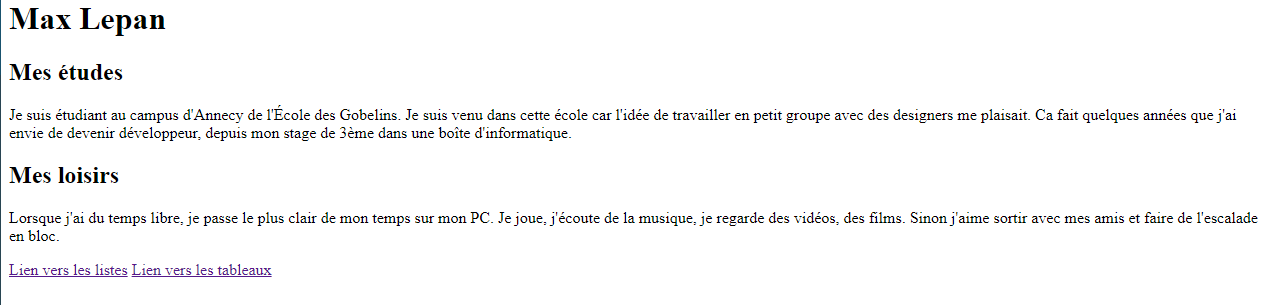 Max Lepan
Mes études
Je suis étudiant au campus d'Annecy de l'École des Gobelins. Je suis venu dans cette école car l'idée de travailler en petit groupe avec des designers me plaisait. Ca fait quelques années que j'ai
envie de devenir développeur, depuis mon stage de 3ème dans une boîte d'informatique.
Mes loisirs
Lorsque j'ai du temps libre, je passe le plus clair de mon temps sur mon PC. Je joue, j'écoute de la musique, je regarde des vidéos, des films. Sinon j'aime sortir avec mes amis et faire de l'escalade
en bloc.
Lien vers les listes Lien vers les tableaux